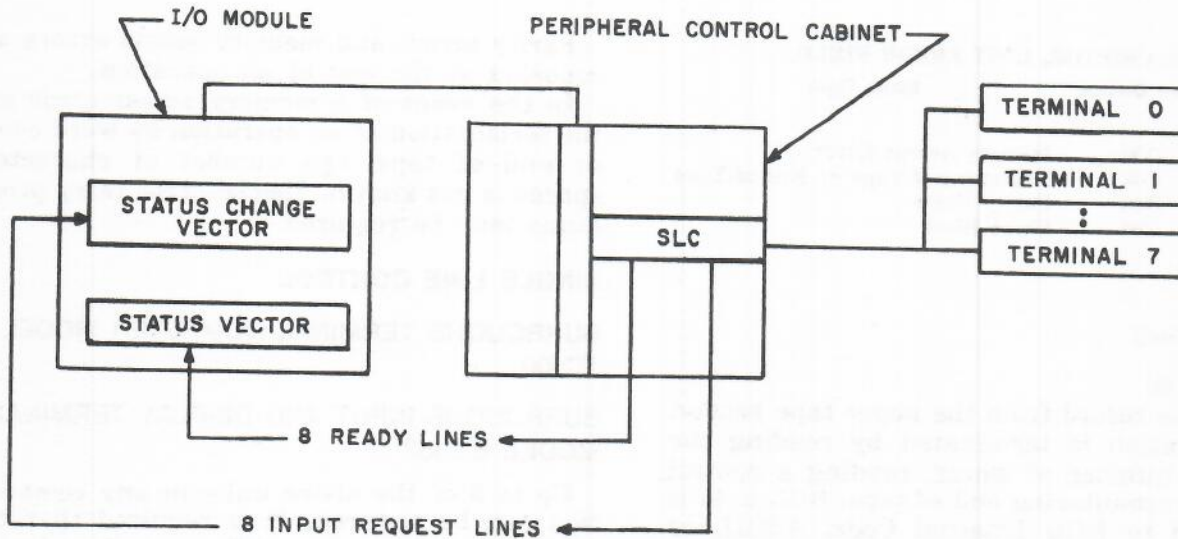 I/O MODULE
PERIPHERAL CONTROL CABINET
TERMINAL 0
TERMINAL 1
TERMINAL 7
STATUS CHANGE
VECTOR
SLC
STATUS VECTOR
8 READY LINES
8 INPUT REQUEST LINES